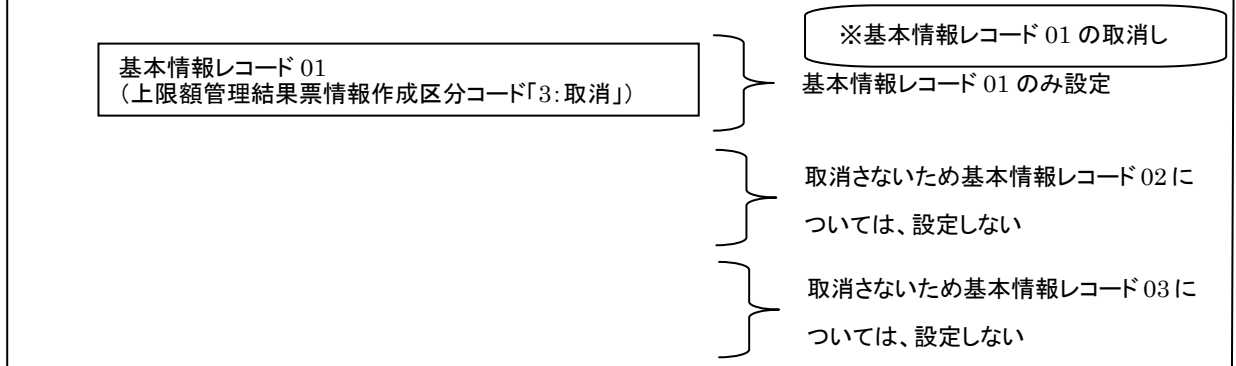 ※基本情報レコード 01 の取消し
基本情報レコード 01
（上限額管理結果票情報作成区分コード「3：取消」）
基本情報レコード 01 のみ設定
取消さないため基本情報レコード 02 に
ついては、設定しない
取消さないため基本情報レコード 03 に
ついては、設定しない